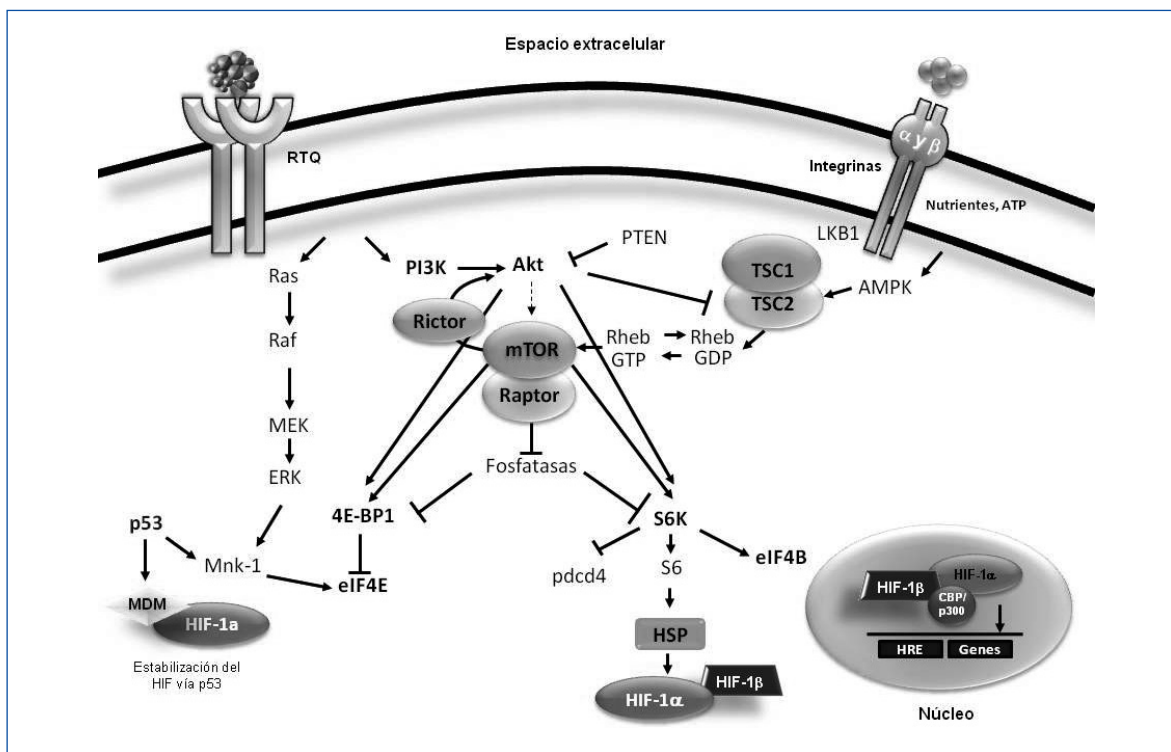 Espacio extracelular
RTQ
α y β
Integrinas
Nutrientes, ATP
LKB1
PTEN
Ras
PI3K
Akt
TSC1
TSC2
AMPK
Rictor
Raf
mTOR
Rheb
GTP
Rheb
GDP
Raptor
MEK
Fosfatasas
ERK
4E-BP1
S6K
p53
Mnk-1
eIF4E
pdcd4
S6
eIF4B
MDM
HIF-1a
HSP
Estabilización del
HIF vía p53
HIF-1α
HIF-1β
HIF-1β
HIF-1α
CBP/
p300
HRE
Genes
Núcleo